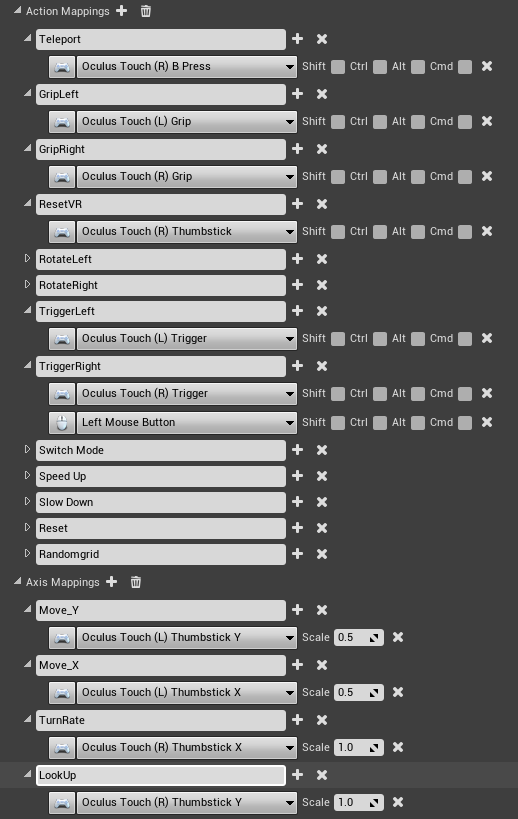 Action Mappings
Teleport
Oculus Touch (R) B Press Shift Ctrl Alt Cmd
GripLeft
Oculus Touch (L) Grip Shift Ctrl Alt Cmd
GripRight
Oculus Touch (R) Grip Shift Ctrl Alt Cmd
ResetVR
Oculus Touch (R) Thumbstick Shift Ctrl Alt Cmd
RotateLeft
RotateRight
TriggerLeft
Oculus Touch (L) Trigger Shift Ctrl Alt Cmd
TriggerRight
Oculus Touch (R) Trigger Shift Ctrl Alt Cmd
Left Mouse Button Shift Ctrl Alt Cmd
Switch Mode
Speed Up
Slow Down
Reset
Randomgrid
Axis Mappings
Move_Y
Oculus Touch (L) Thumbstick Y Scale 0.5
Move_X
Oculus Touch (L) Thumbstick X Scale 0.5
TurnRate
Oculus Touch (R) Thumbstick X Scale 1.0
LookUp
Oculus Touch (R) Thumbstick Y Scale 1.0